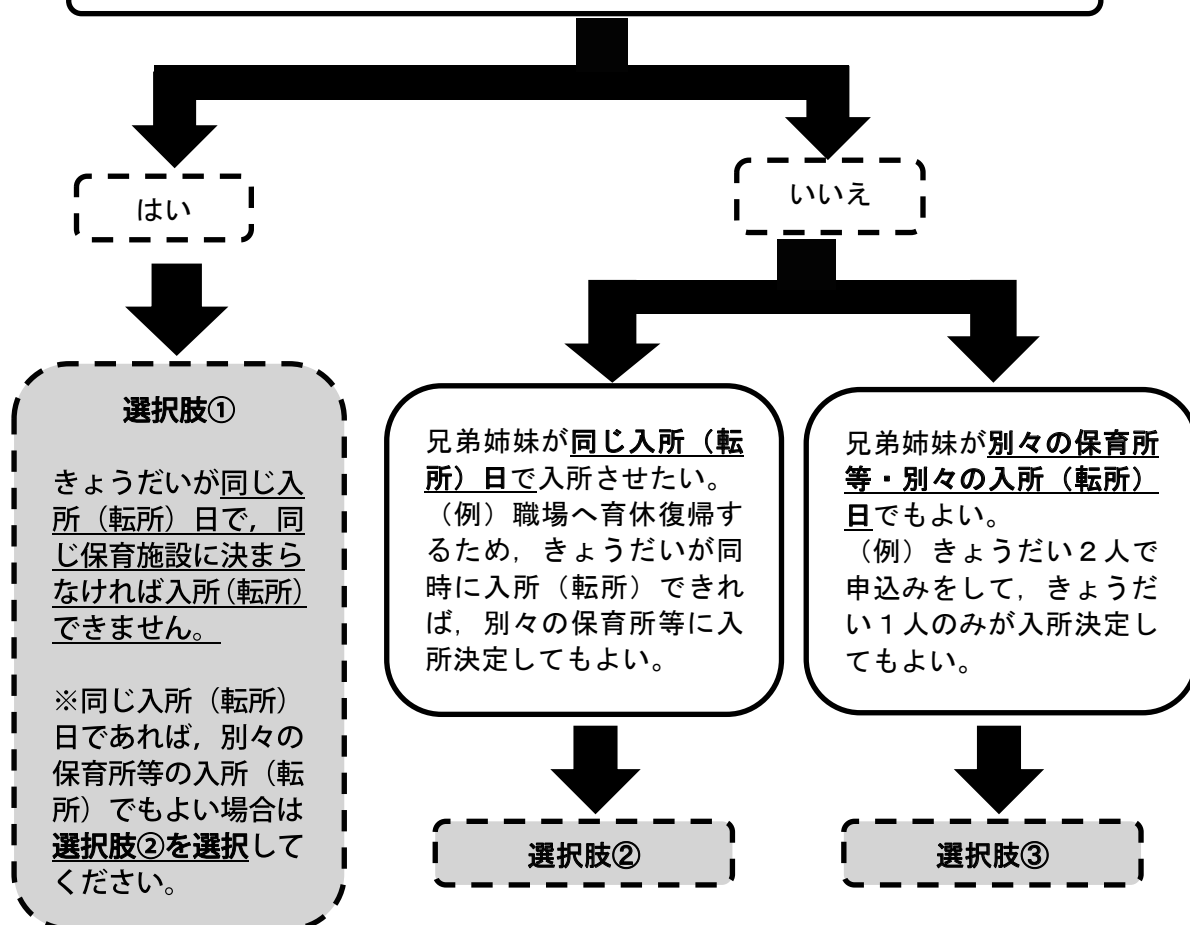 はい
いいえ
選択肢①
きょうだいが同じ入
所（転所）日で，同
じ保育施設に決まら
なければ入所（転所）
できません。
※同じ入所（転所）
日であれば，別々の
保育所等の入所（転
所）でもよい場合は
選択肢②を選択して
ください。
兄弟姉妹が同じ入所（転
所）日で入所させたい。
（例）職場へ育休復帰す
るため，きょうだいが同
時に入所（転所）できれ
ば，別々の保育所等に入
所決定してもよい。
選択肢②
兄弟姉妹が別々の保育所
等・別々の入所（転所）
日でもよい。
（例）きょうだい２人で
申込みをして，きょうだ
い１人のみが入所決定し
てもよい。
選択肢③